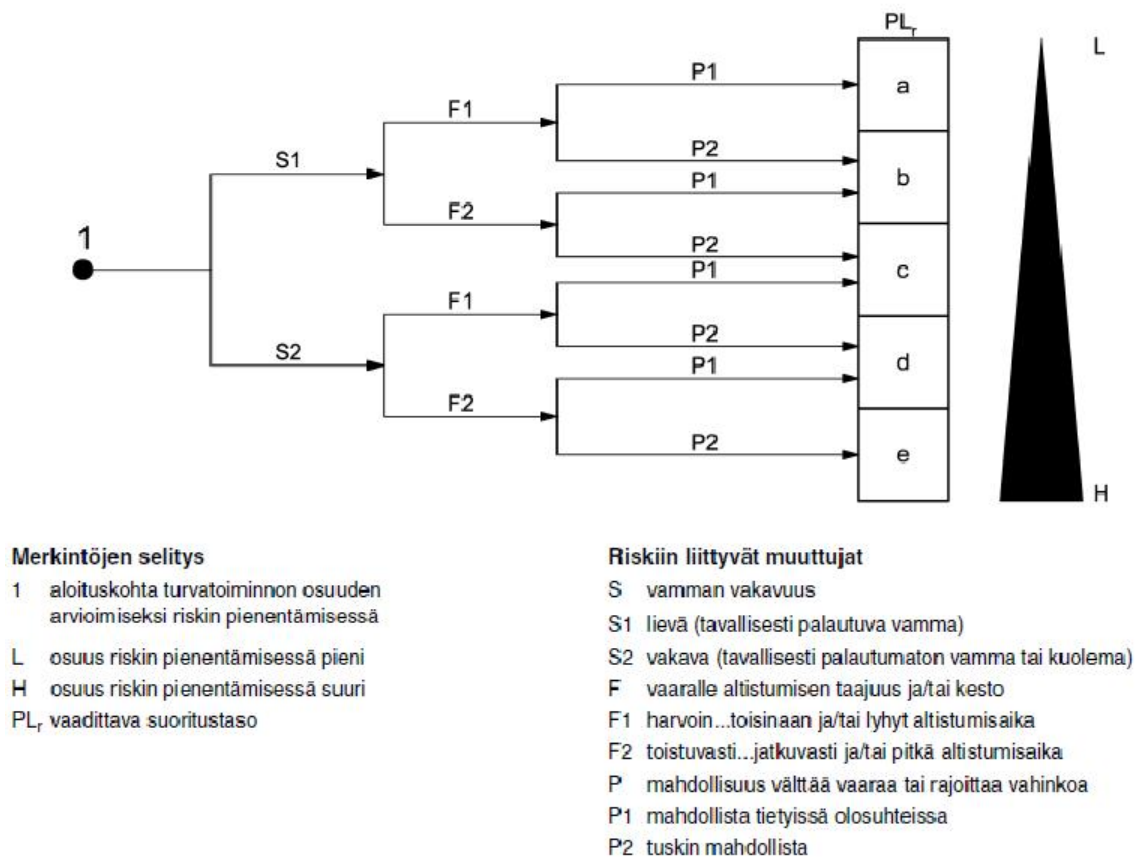 PLr
L
P1
a
F1
P2
S1
P1
b
F2
1
P2
c
P1
F1
P2
S2
d
P1
F2
P2
e
H
Merkintöjen selitys
1 aloituskohta turvatoiminnon osuuden
arvioimiseksi riskin pienentämisessä
L osuus riskin pienentämisessä pieni
H osuus riskin pienentämisessä suuri
PLr vaadittava suoritustaso
Riskiin liittyvät muuttujat
S vamman vakavuus
S1 lievä (tavallisesti palautuva vamma)
S2 vakava (tavallisesti palautumaton vamma tai kuolema)
F vaaralle altistumisen taajuus ja/tai kesto
F1 harvoin...toisinaan ja/tai lyhyt altistumisaika
F2 toistuvasti...jatkuvasti ja/tai pitkä altistumisaika
P mahdollisuus välttää vaaraa tai rajoittaa vahinkoa
P1 mahdollista tietyissä olosuhteissa
P2 tuskin mahdollista